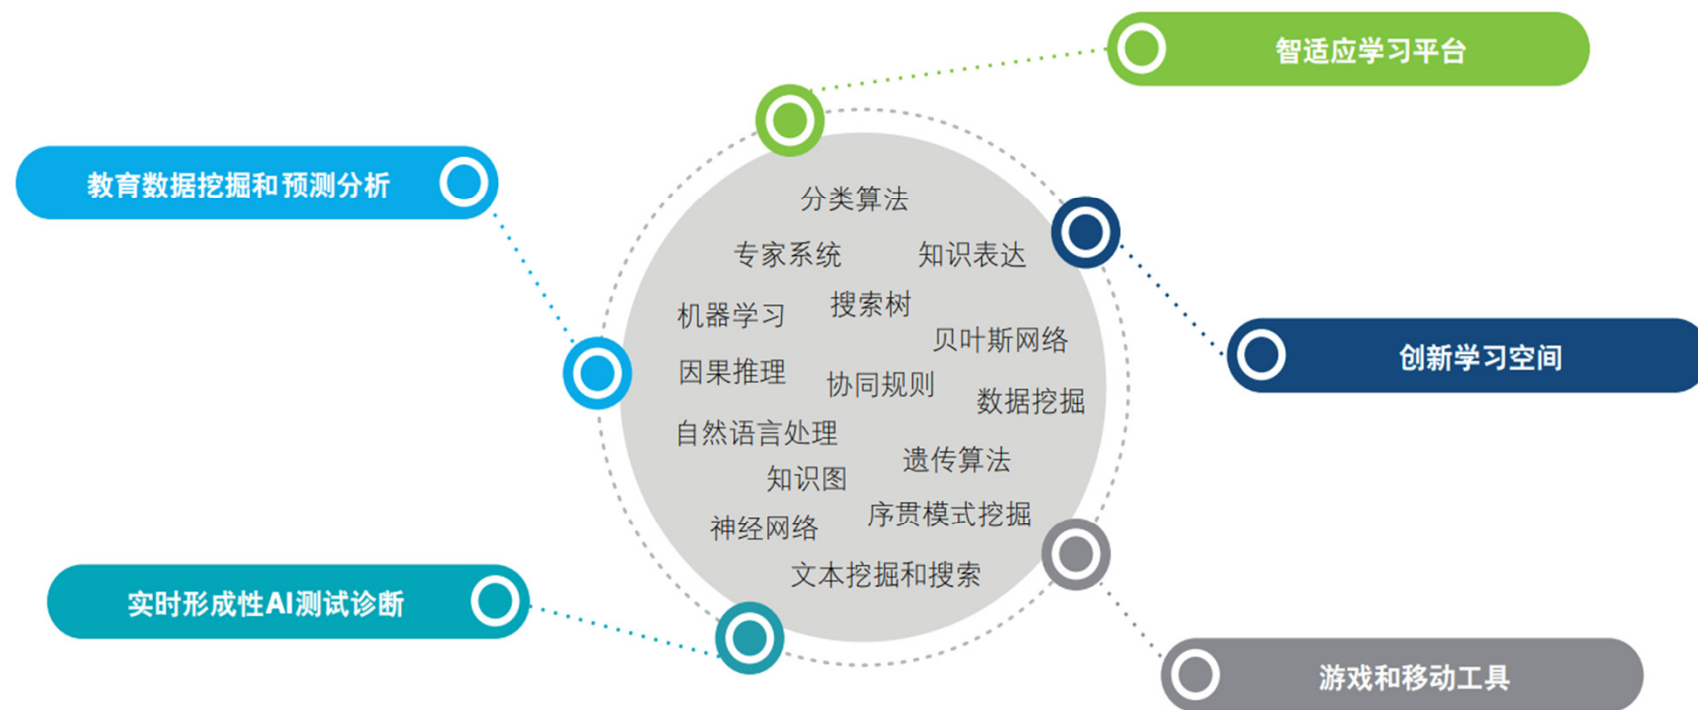 智适应学习平台
教育数据挖掘和预测分析
分类算法
专家系统
知识表达
搜索树
机器学习
贝叶斯网络
创新学习空间
因果推理
协同规则
数据挖掘
自然语言处理
遗传算法
知识图
序贯模式挖掘
神经网络
文本挖掘和搜索
实时形成性AI测试诊断
游戏和移动工具